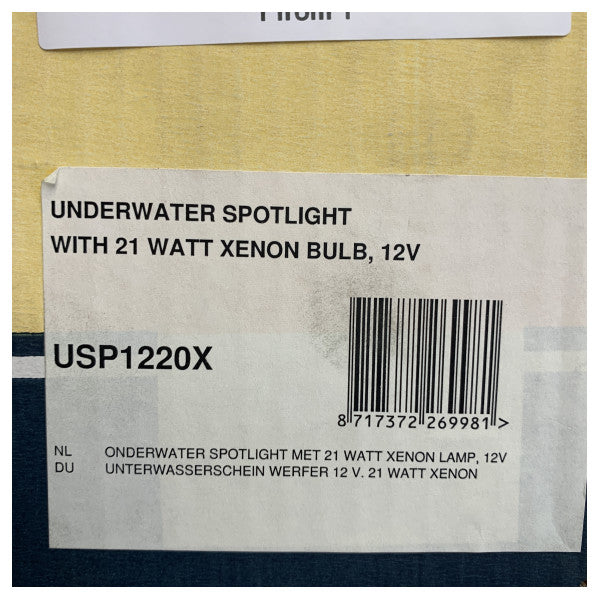 UNDERWATER SPOTLIGHT
WITH 21 WATT XENON BULB, 12V
USP1220X
8 717372 269981 >
NL ONDERWATER SPOTLIGHT MET 21 WATT XENON LAMP, 12V
DU UNTERWASSERSCHEIN WERFER 12 V. 21 WATT XENON